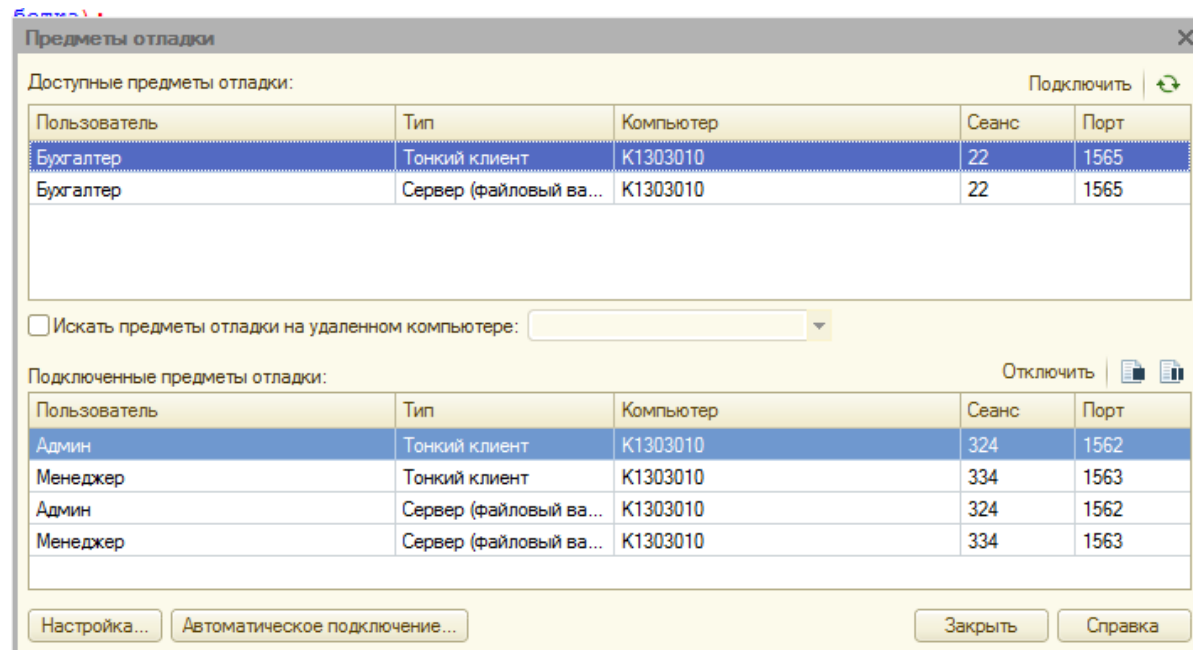 Предметы отладки
Доступные предметы отладки: Подключить
Пользователь Тип Компьютер Сеанс Порт
Бухгалтер Тонкий клиент K1303010 22 1565
Бухгалтер Сервер (файловый ва... K1303010 22 1565
Искать предметы отладки на удаленном компьютере:
Подключенные предметы отладки: Отключить
Пользователь Тип Компьютер Сеанс Порт
Админ Тонкий клиент K1303010 324 1562
Менеджер Тонкий клиент K1303010 334 1563
Админ Сервер (файловый ва... K1303010 324 1562
Менеджер Сервер (файловый ва... K1303010 334 1563
Настройка... Автоматическое подключение... Закрыть Справка